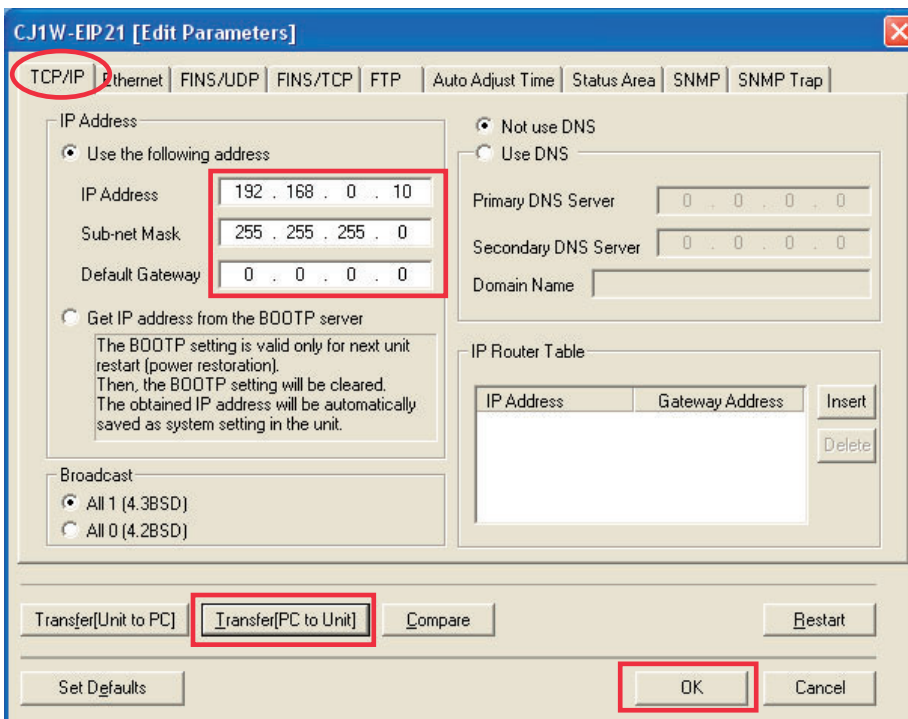 CJ1W-EIP21 [Edit Parameters]
TCP/IP Ethernet FINS/UDP FINS/TCP FTP Auto Adjust Time Status Area SNMP SNMP Trap
IP Address
Use the following address
IP Address 192 . 168 . 0 . 10
Sub-net Mask 255 . 255 . 255 . 0
Default Gateway 0 . 0 . 0 . 0
Get IP address from the BOOTP server
The BOOTP setting is valid only for next unit
restart (power restoration).
Then, the BOOTP setting will be cleared.
The obtained IP address will be automatically
saved as system setting in the unit.
Broadcast
All 1 (4.3BSD)
All 0 (4.2BSD)
Not use DNS
Use DNS
Primary DNS Server 0 . 0 . 0 . 0
Secondary DNS Server 0 . 0 . 0 . 0
Domain Name
IP Router Table
IP Address Gateway Address
Insert
Delete
Transfer[Unit to PC] Transfer[PC to Unit] Compare Restart
Set Defaults OK Cancel